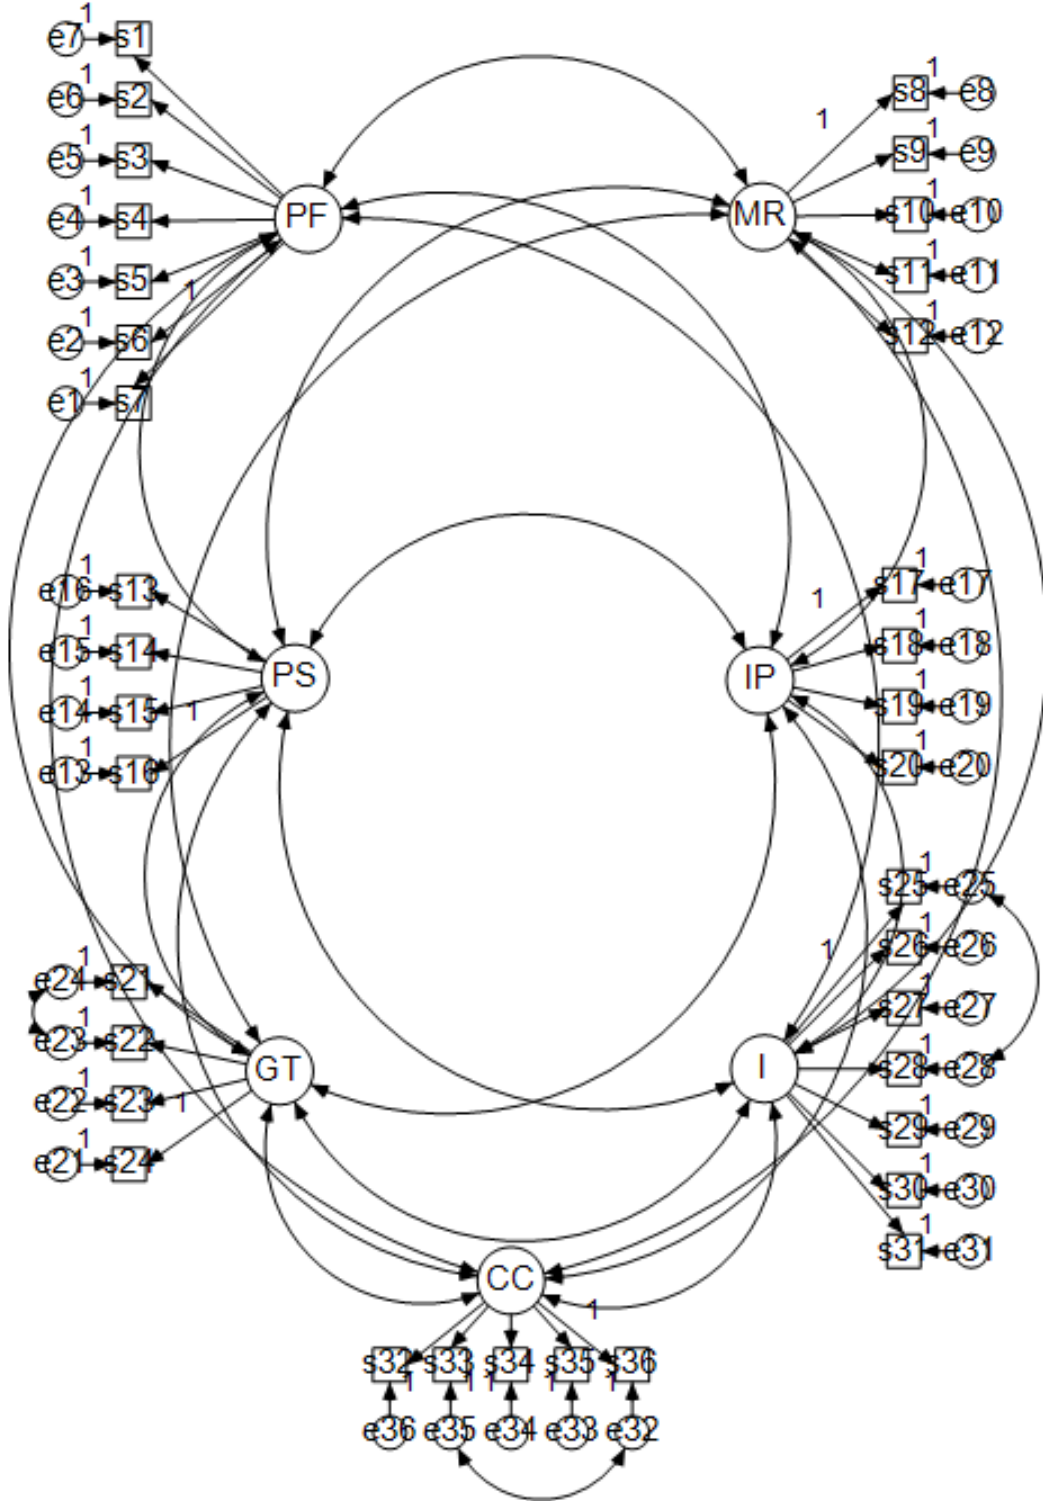 1
e7 s1
1
e6 s2
1
e5 s3
1
e4 s4
1
e3 s5
1
1
e2 s6
1
e1 s7
PF
1
1
s8 e8
1
s9 e9
1
s10 e10
1
s11 e11
1
s12 e12
MR
1
e16 s13
1
e15 s14
1
e14 s15
1
1
e13 s16
PS
1
1
s17 e17
1
s18 e18
1
s19 e19
1
s20 e20
IP
1
e24 s21
1
e23 s22
1
e22 s23
1
1
e21 s24
GT
1
s25 e25
1
1
s26 e26
1
s27 e27
1
s28 e28
1
s29 e29
1
s30 e30
1
s31 e31
I
CC
1
s32 s33 s34 s35 s36
1 1 1 1 1
e36 e35 e34 e33 e32